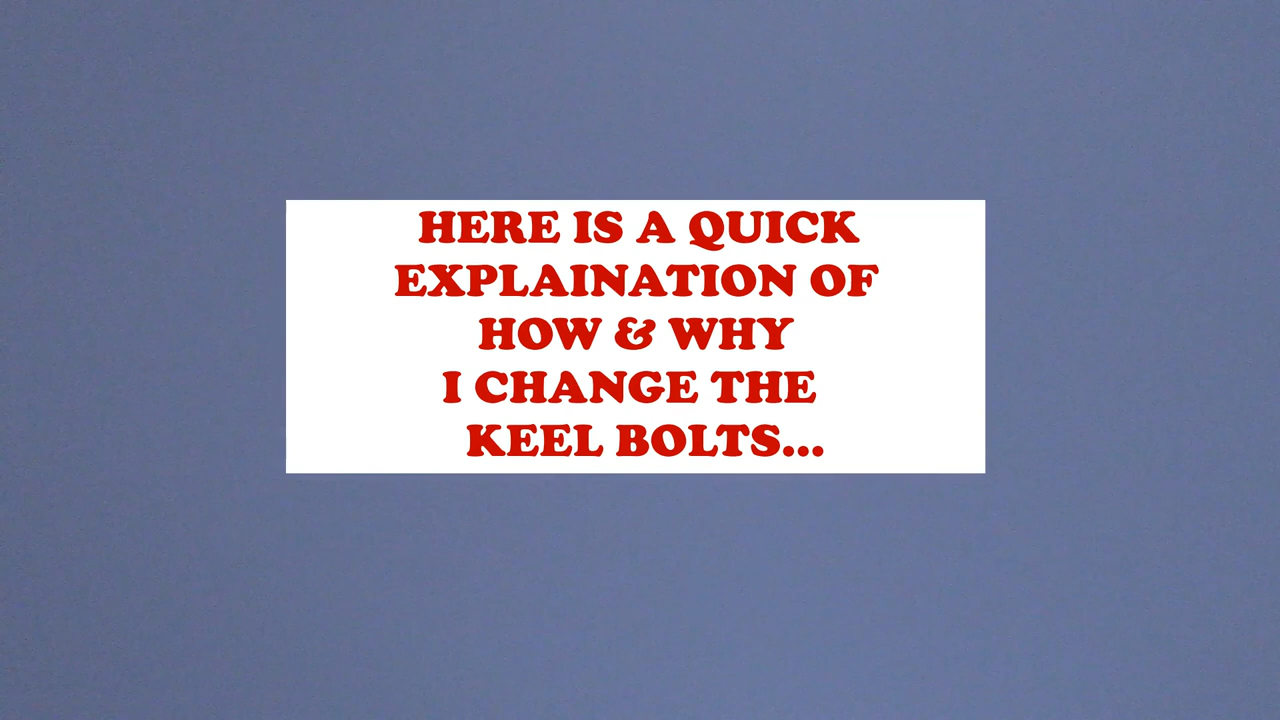 HERE IS A QUICK
EXPLAINATION OF
HOW & WHY
I CHANGE THE
KEEL BOLTS...